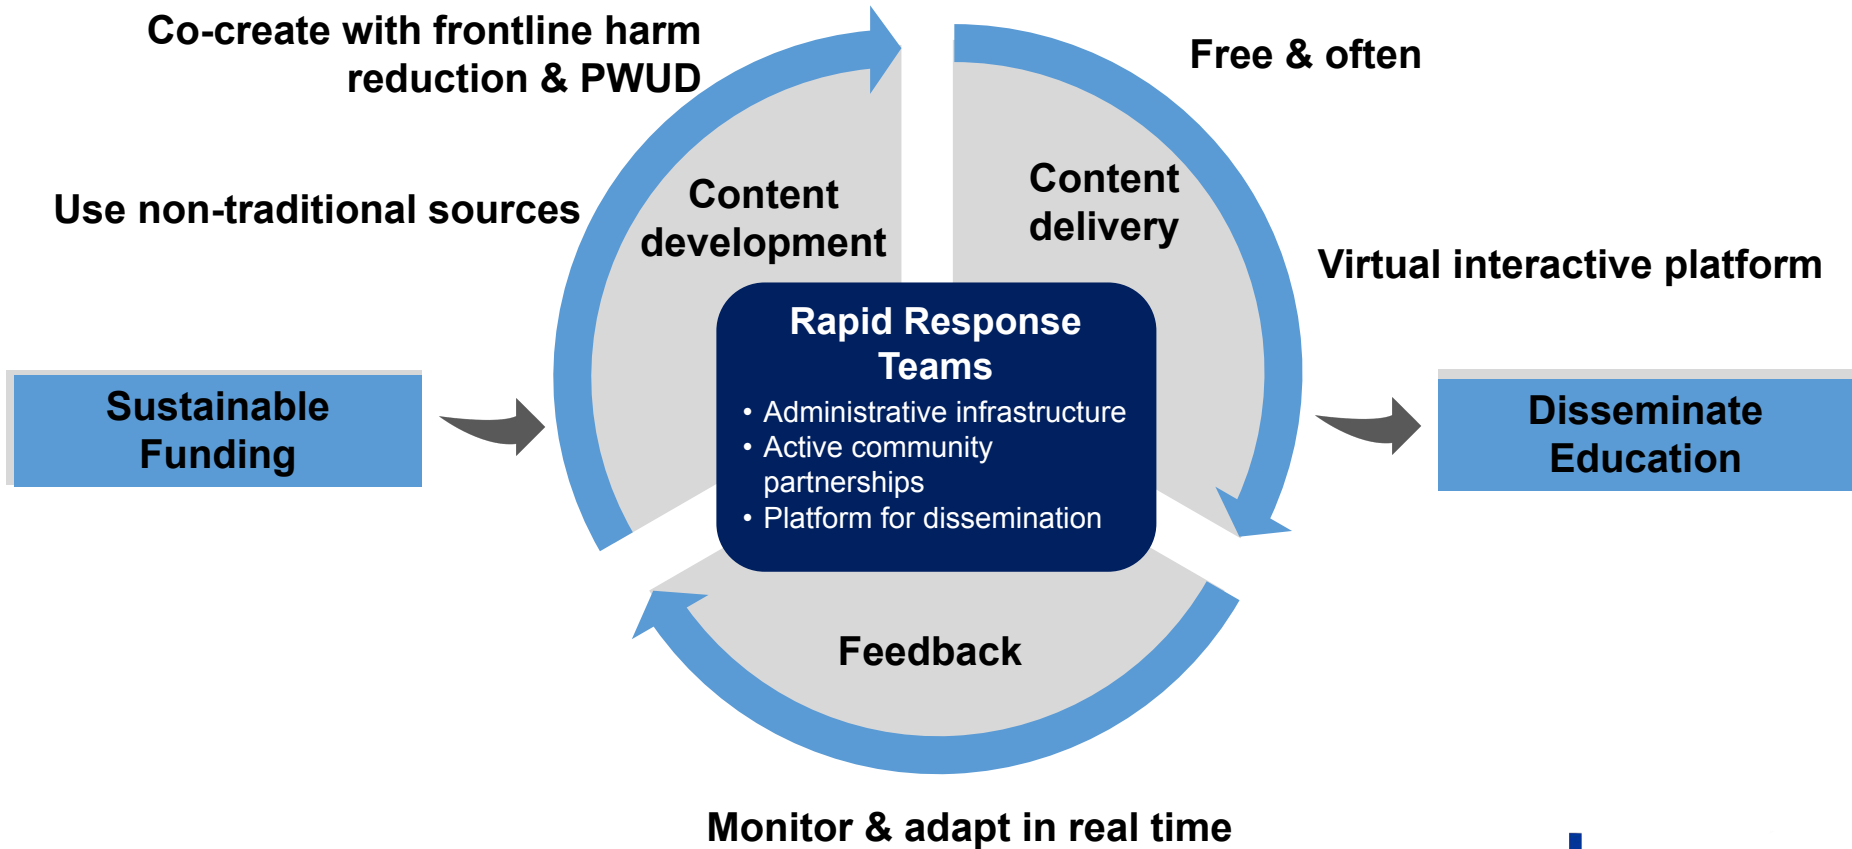 Co-create with frontline harm
reduction & PWUD
Free & often
Use non-traditional sources
Content
development
Content
delivery
Virtual interactive platform
Sustainable
Funding
Rapid Response
Teams
• Administrative infrastructure
• Active community
partnerships
• Platform for dissemination
Disseminate
Education
Feedback
Monitor & adapt in real time